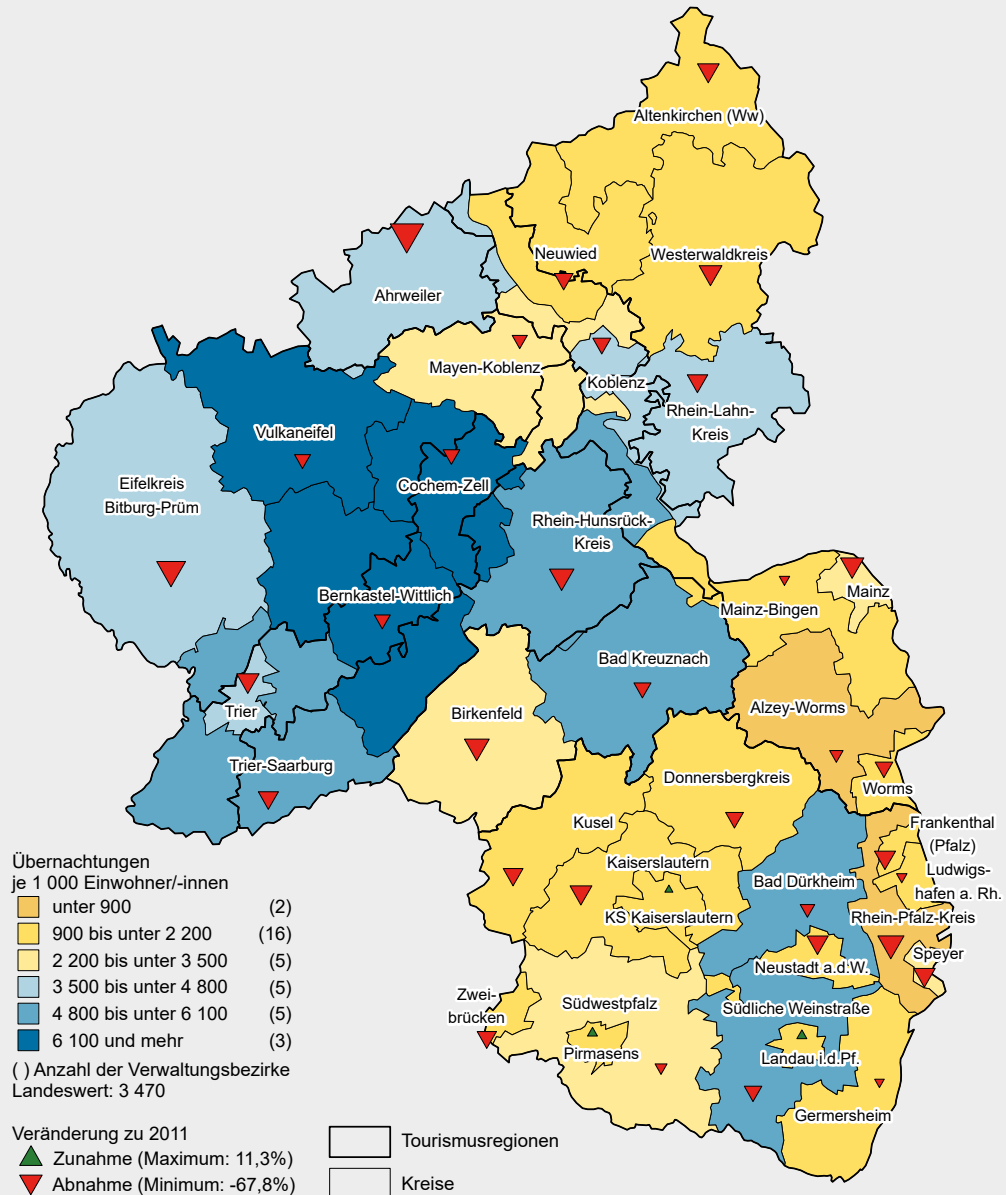 Altenkirchen (Ww)
Neuwied
Westerwaldkreis
Ahrweiler
Mayen-Koblenz
Koblenz
Rhein-Lahn-
Kreis
Vulkaneifel
Cochem-Zell
Eifelkreis
Bitburg-Prüm
Rhein-Hunsrück-
Kreis
Bernkastel-Wittlich
Mainz
Mainz-Bingen
Bad Kreuznach
Trier
Birkenfeld
Alzey-Worms
Trier-Saarburg
Donnersbergkreis
Worms
Kusel
Frankenthal
(Pfalz)
Kaiserslautern
Ludwigs-
hafen a. Rh.
Bad Dürkheim
KS Kaiserslautern
Rhein-Pfalz-Kreis
Speyer
Neustadt a.d.W.
Zwei-
brücken
Südwestpfalz
Südliche Weinstraße
Pirmasens
Landau i.d.Pf.
Germersheim
Übernachtungen
je 1 000 Einwohner/-innen
unter 900 (2)
900 bis unter 2 200 (16)
2 200 bis unter 3 500 (5)
3 500 bis unter 4 800 (5)
4 800 bis unter 6 100 (5)
6 100 und mehr (3)
( ) Anzahl der Verwaltungsbezirke
Landeswert: 3 470
Veränderung zu 2011
Zunahme (Maximum: 11,3%)
Abnahme (Minimum: -67,8%)
Tourismusregionen
Kreise